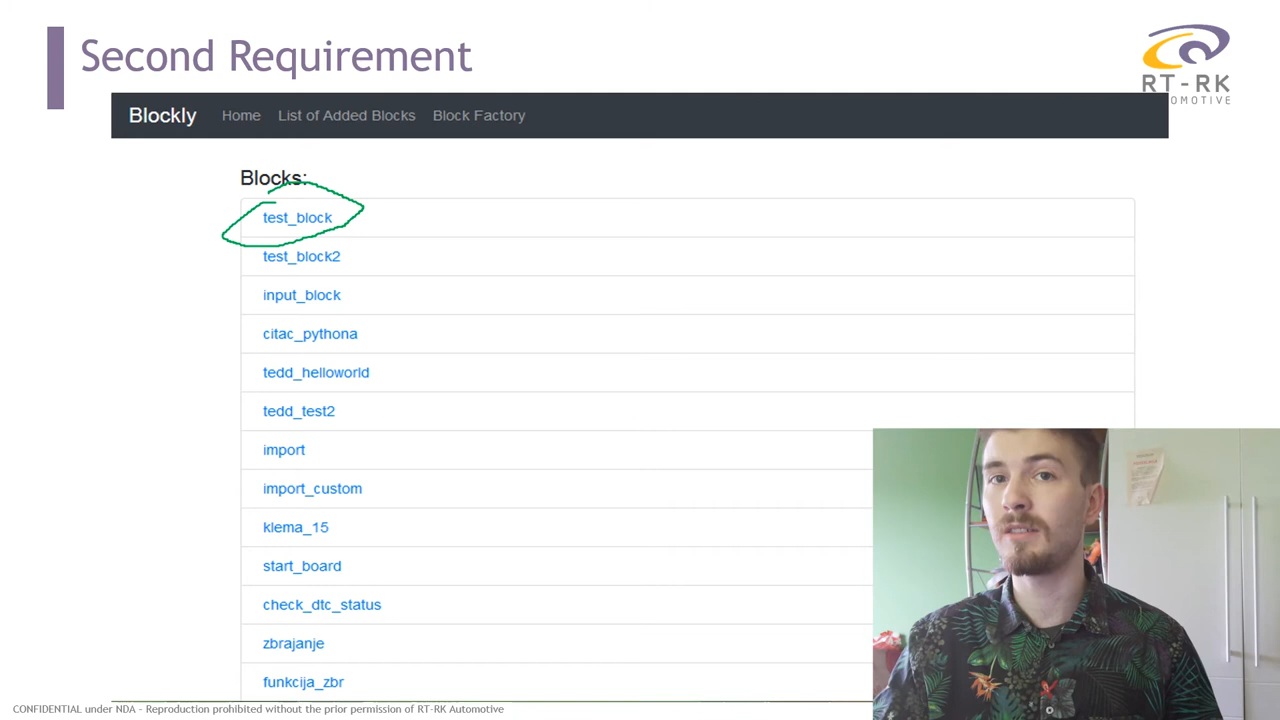 Second Requirement
RT-RK
OMOTIVE
Blockly Home List of Added Blocks Block Factory
Blocks:
test_block
test_block2
input_block
citac_pythona
tedd_helloworld
tedd_test2
import
import_custom
klema_15
start_board
check_dtc_status
zbrajanje
funkcija_zbr
CONFIDENTIAL under NDA - Reproduction prohibited without the prior permission of RT-RK Automotive